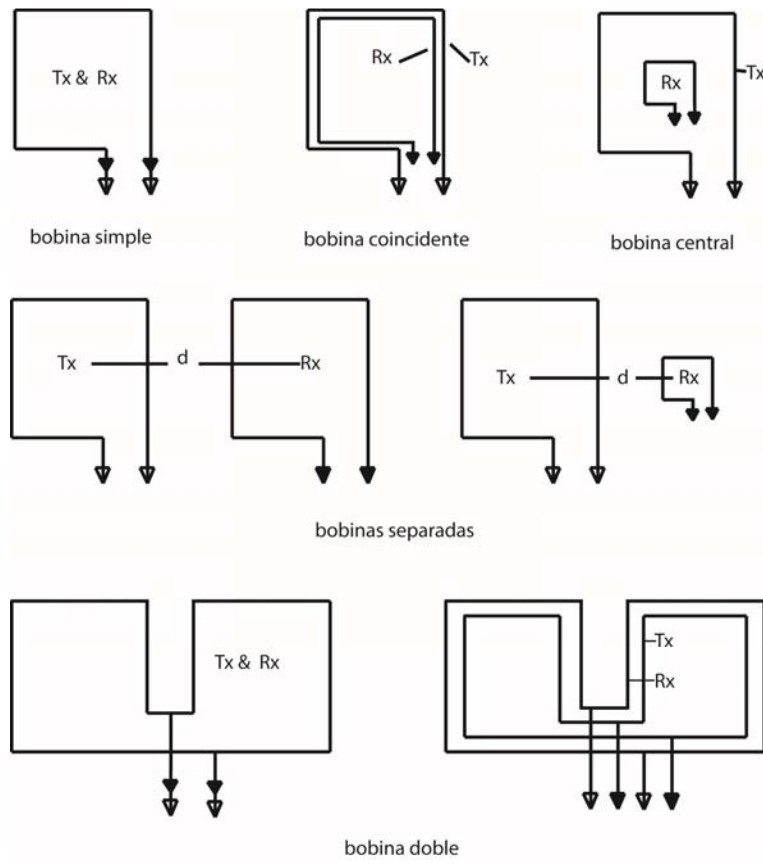 Tx & Rx
Rx
Tx
Rx
Tx
bobina simple
bobina coincidente
bobina central
Tx
d
Rx
Tx
d
Rx
bobinas separadas
Tx & Rx
Tx
Rx
bobina doble